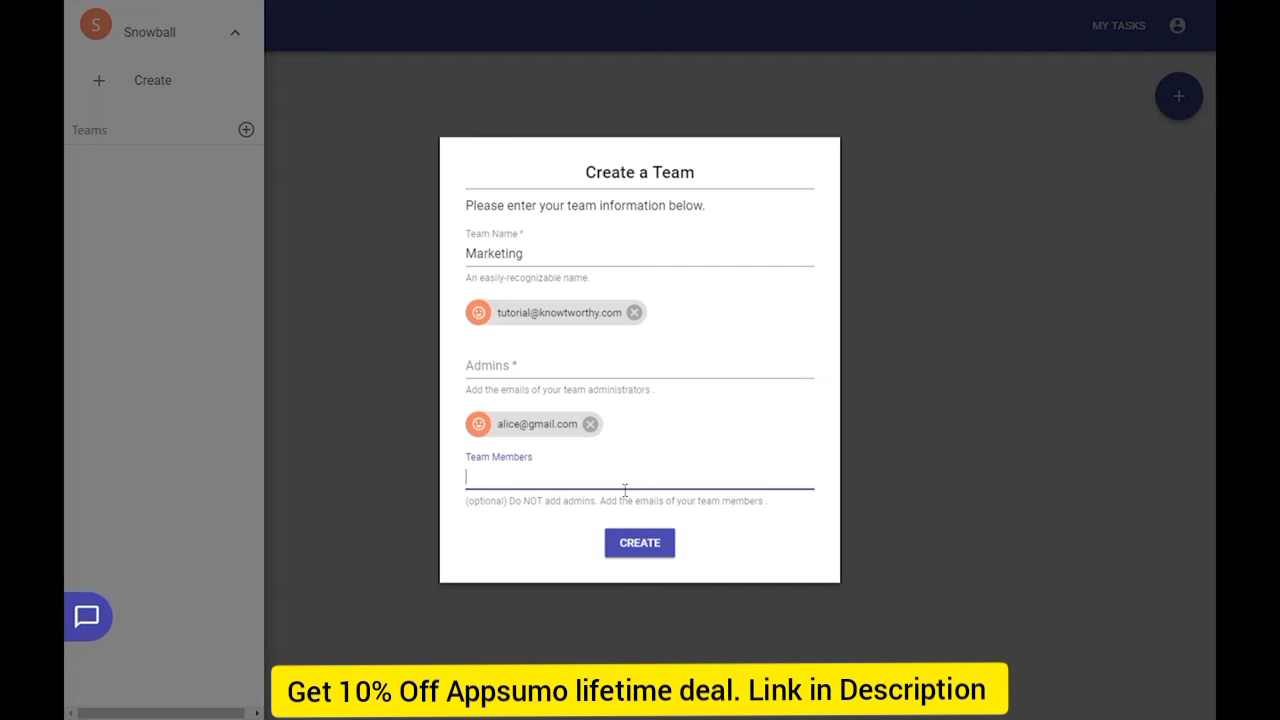 S
Snowball
MY TASKS
Create
Teams
Create a Team
Please enter your team information below.
Team Name *
Marketing
An easily-recognizable name.
tutorial@knowtworthy.com
Admins *
Add the emails of your team administrators .
alice@gmail.com
Team Members
(optional) Do NOT add admins. Add the emails of your team members .
CREATE
Get 10% Off Appsumo lifetime deal. Link in Description